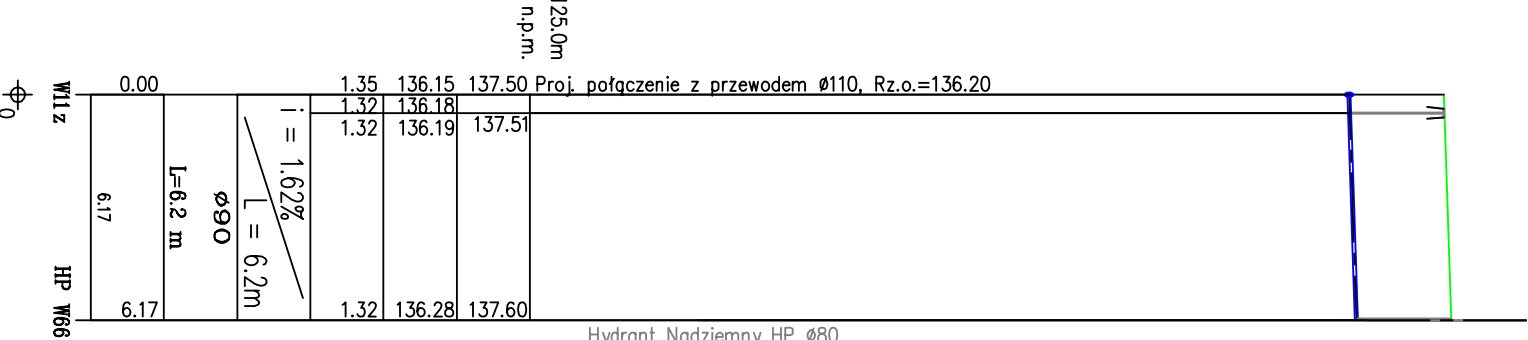 125.0m
n.p.m.
0.00 1.35 136.15 137.50 Proj. połączenie z przewodem ø110, Rz.o.=136.20
1.32 136.18
1.32 136.19 137.51
W11z
0
6.17
L=6.2 m
ø90
i = 1.62%
L = 6.2m
HP W66
6.17 1.32 136.28 137.60
Hydrant Nadziemny HP ø80